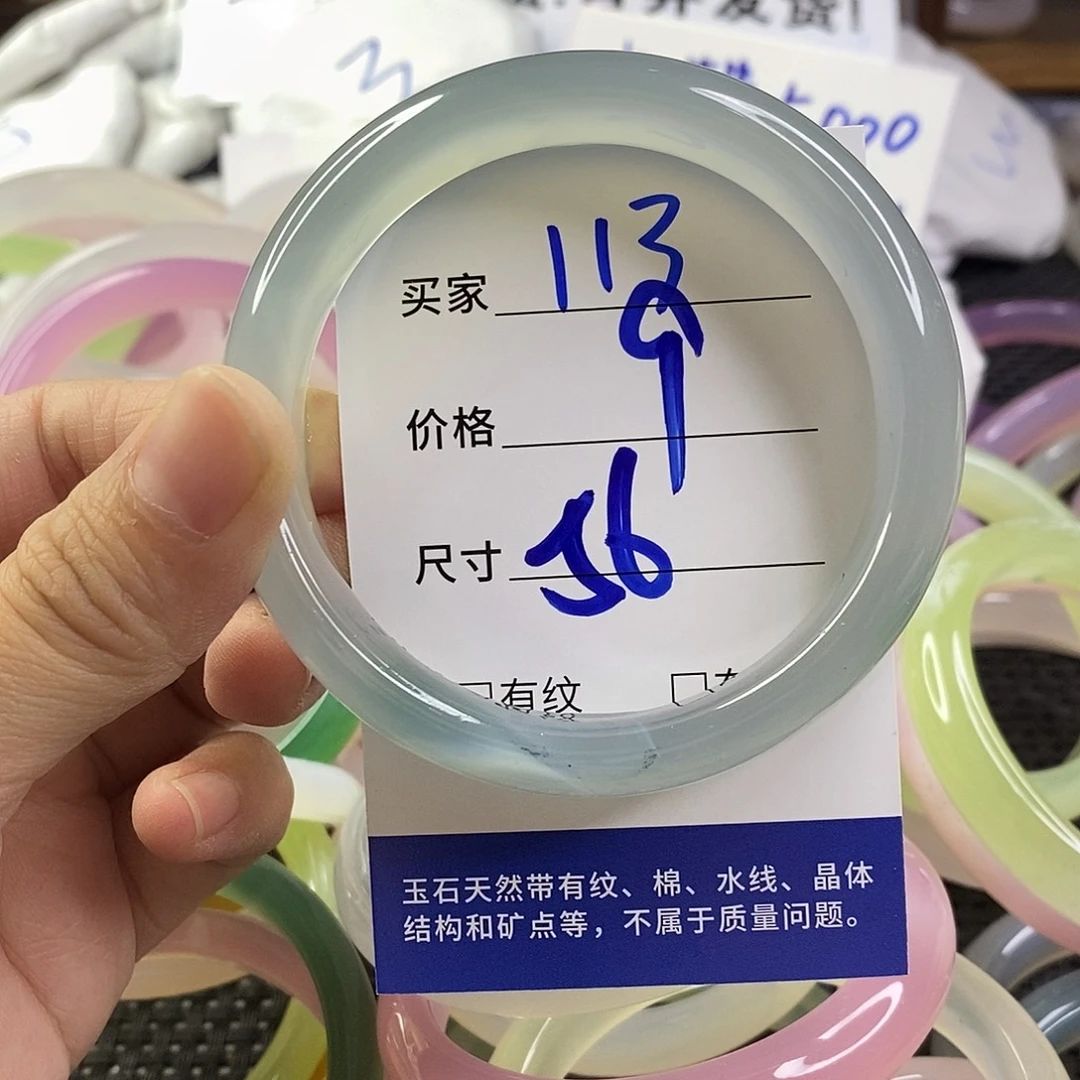 000
买家 113
价格 9
尺寸 56
有纹
玉石天然带有纹、棉、水线、晶体
结构和矿点等，不属于质量问题。